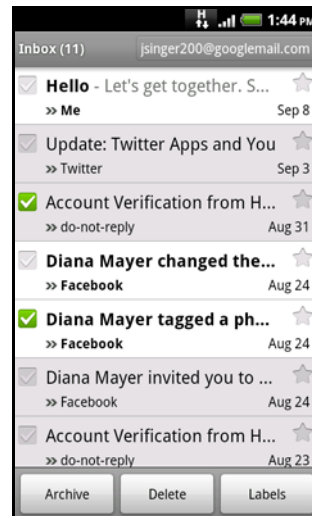 H 1:44 PM
Inbox (11) jsinger200@googlemail.com
Hello - Let's get together. S...
» Me Sep 8
Update: Twitter Apps and You
» Twitter Sep 3
Account Verification from H...
» do-not-reply Aug 31
Diana Mayer changed the...
» Facebook Aug 24
Diana Mayer tagged a ph...
» Facebook Aug 24
Diana Mayer invited you to ...
» Facebook Aug 24
Account Verification from H...
» do-not-reply Aug 23
Archive Delete Labels